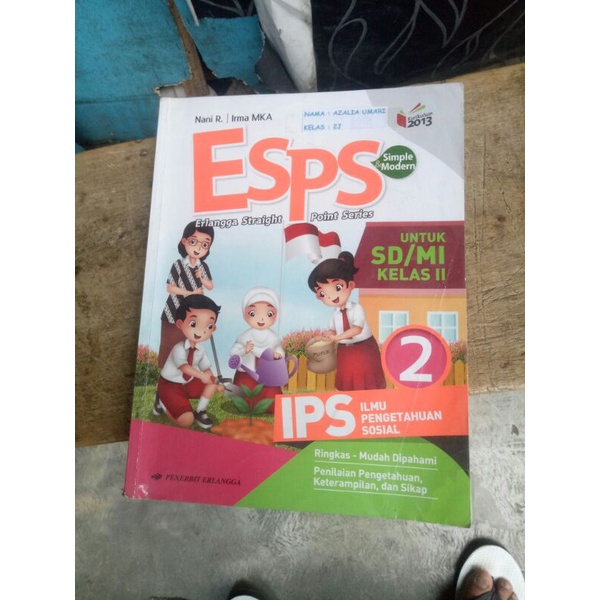 Nani R. | Irma MKA
NAMA : AZALIA UMARI
KELAS : II
Kurikulum 2013
ESPS
Simple & Modern
Erlangga Straight Point Series
UNTUK
SD/MI
KELAS II
2
IPS
ILMU
PENGETAHUAN
SOSIAL
Ringkas - Mudah Dipahami
Penilaian Pengetahuan,
Keterampilan, dan Sikap
PENERBIT ERLANGGA